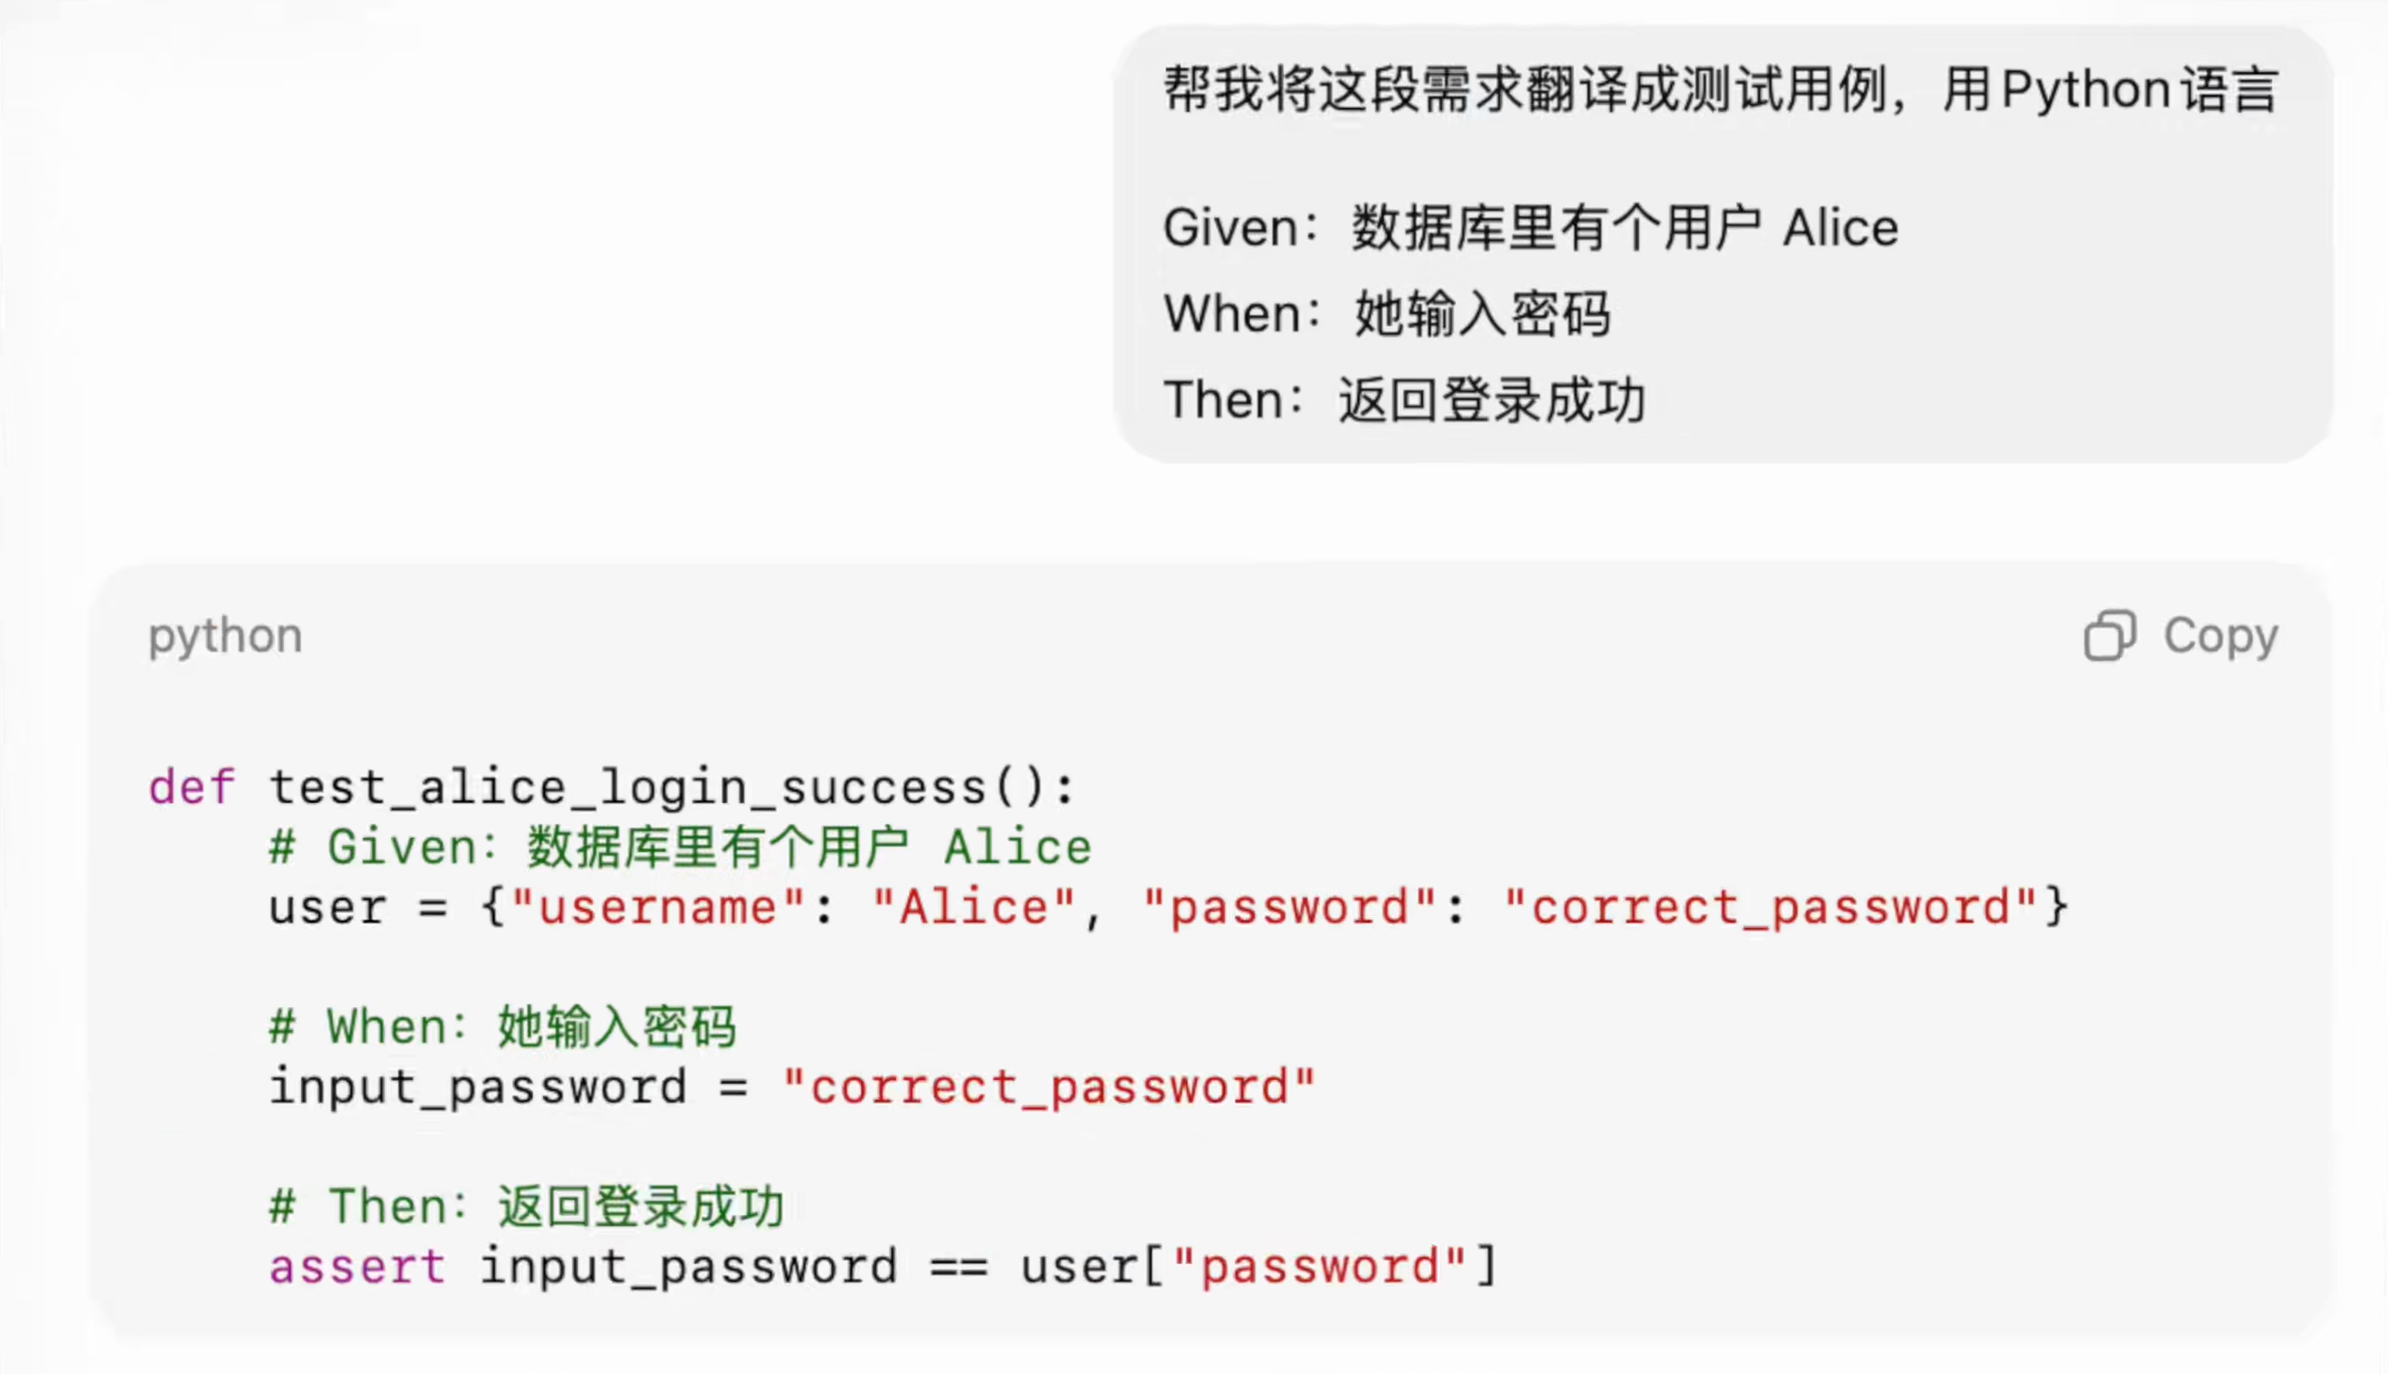 帮我将这段需求翻译成测试用例，用Python语言
Given：数据库里有个用户 Alice
When：她输入密码
Then：返回登录成功
python
Copy
def test_alice_login_success():
    # Given：数据库里有个用户 Alice
    user = {"username": "Alice", "password": "correct_password"}
    # When：她输入密码
    input_password = "correct_password"
    # Then：返回登录成功
    assert input_password == user["password"]